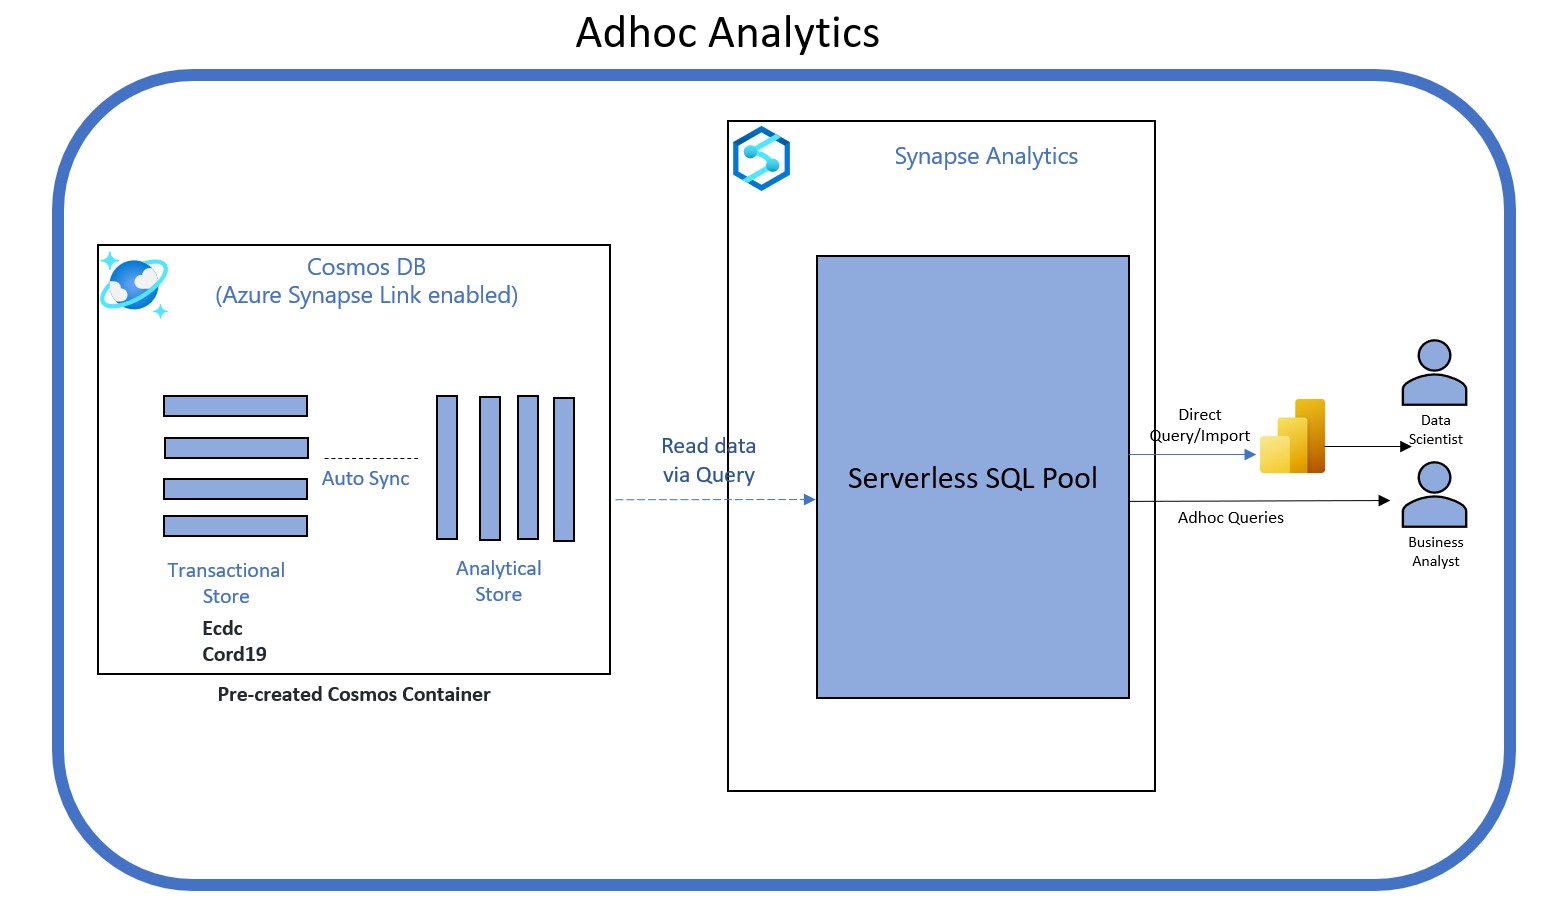 Adhoc Analytics
Synapse Analytics
Cosmos DB
(Azure Synapse Link enabled)
Auto Sync
Transactional
Store
Ecdc
Cord19
Analytical
Store
Pre-created Cosmos Container
Read data
via Query
Serverless SQL Pool
Direct
Query/Import
Adhoc Queries
Data
Scientist
Business
Analyst